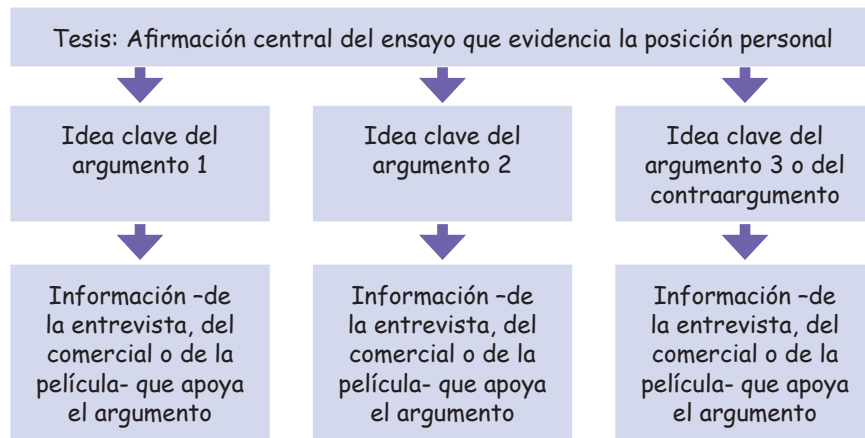 Tesis: Afirmación central del ensayo que evidencia la posición personal
Idea clave del
argumento 1
Idea clave del
argumento 2
Idea clave del
argumento 3 o del
contraargumento
Información –de
la entrevista, del
comercial o de la
película- que apoya
el argumento
Información –de
la entrevista, del
comercial o de la
película- que apoya
el argumento
Información –de
la entrevista, del
comercial o de la
película- que apoya
el argumento